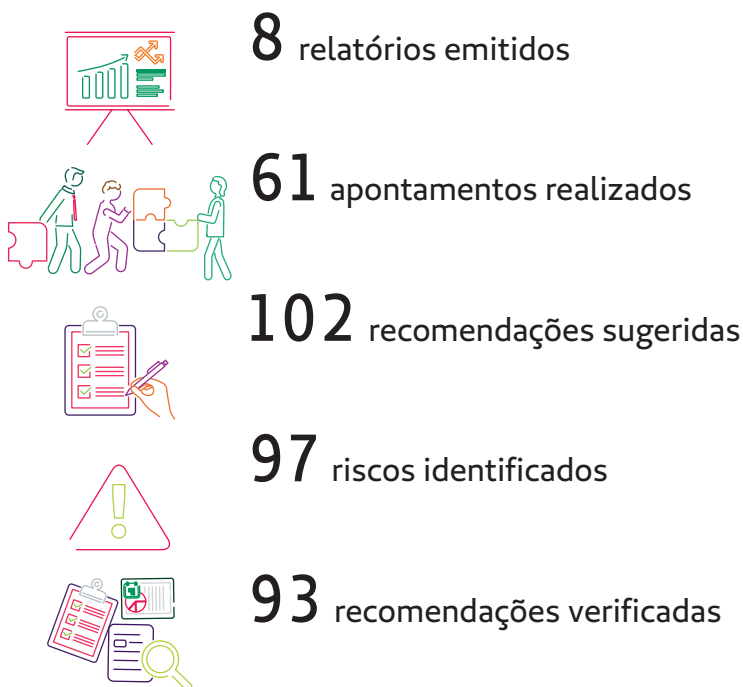 8 relatórios emitidos
61 apontamentos realizados
102 recomendações sugeridas
97 riscos identificados
93 recomendações verificadas